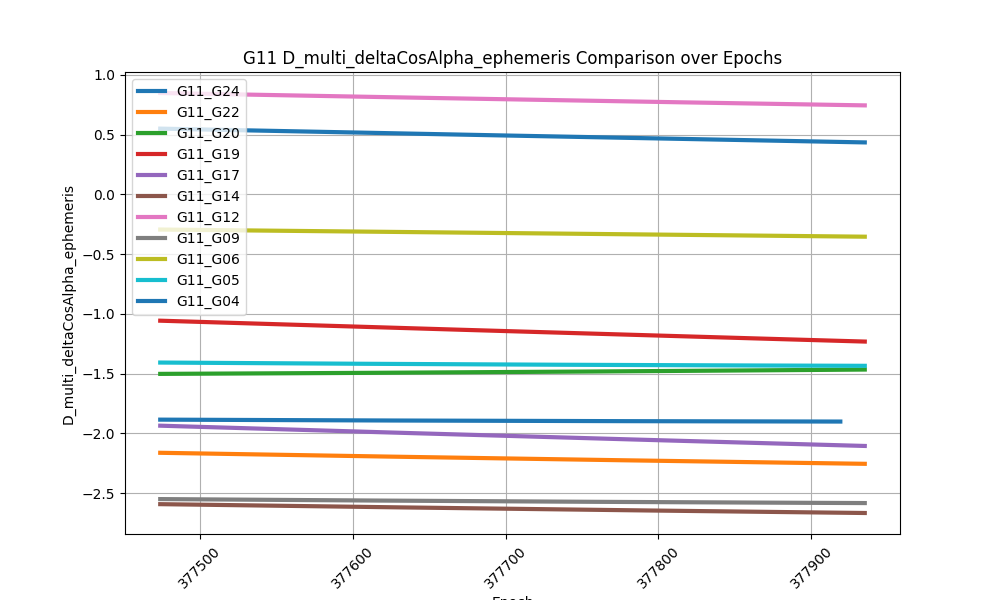 G11 D_multi_deltaCosAlpha_ephemeris Comparison over Epochs
D_multi_deltaCosAlpha_ephemeris
1.0
0.5
0.0
−0.5
−1.0
−1.5
−2.0
−2.5
G11_G24
G11_G22
G11_G20
G11_G19
G11_G17
G11_G14
G11_G12
G11_G09
G11_G06
G11_G05
G11_G04
377500
377600
377700
377800
377900
Epoch